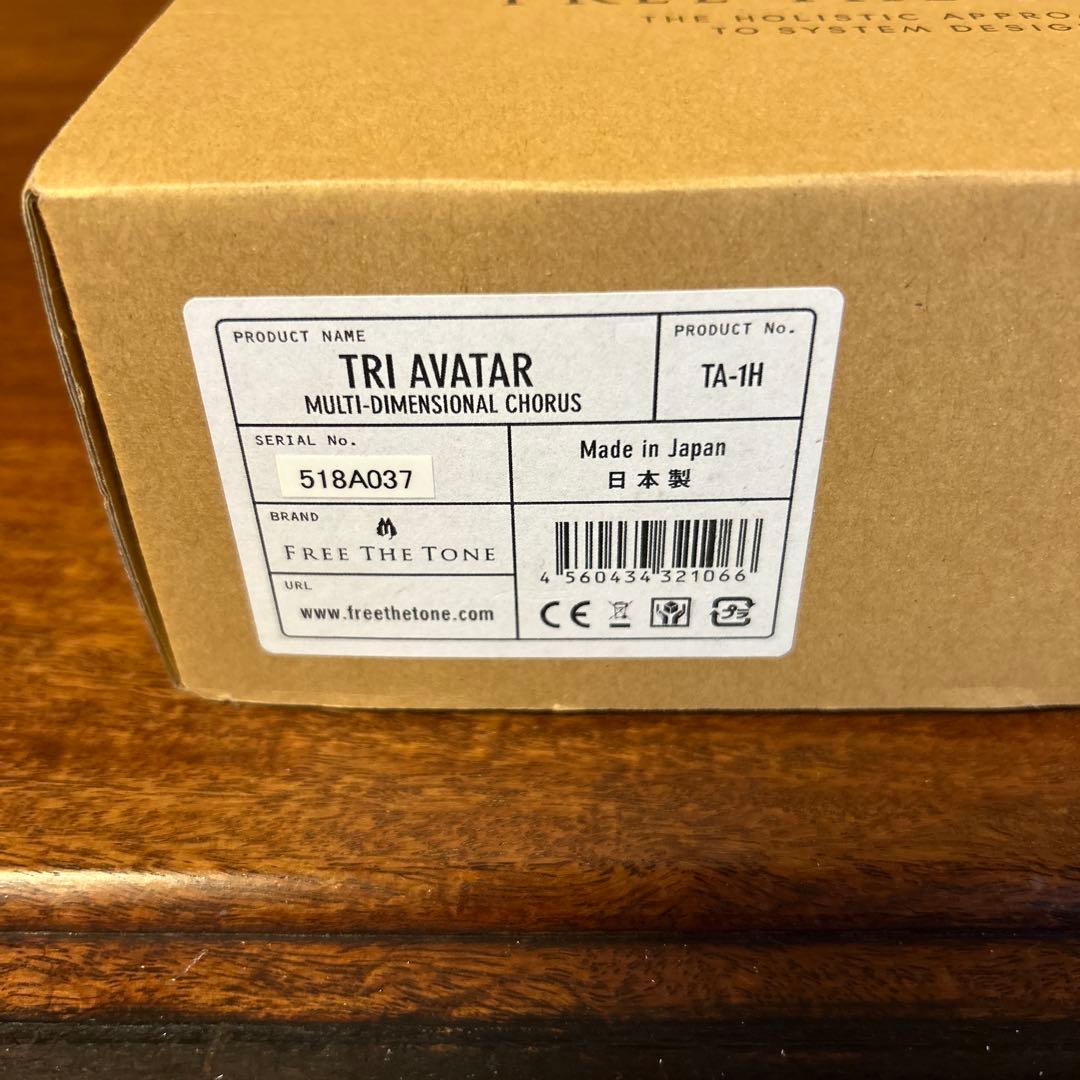 THE HOLISTIC APPRO
TO SYSTEM DESIG
PRODUCT NAME
TRI AVATAR
MULTI-DIMENSIONAL CHORUS
PRODUCT No.
TA-1H
SERIAL No.
518A037
Made in Japan
日本製
BRAND
FREE THE TONE
URL
www.freethetone.com
4 560434 321066
CE
プラ